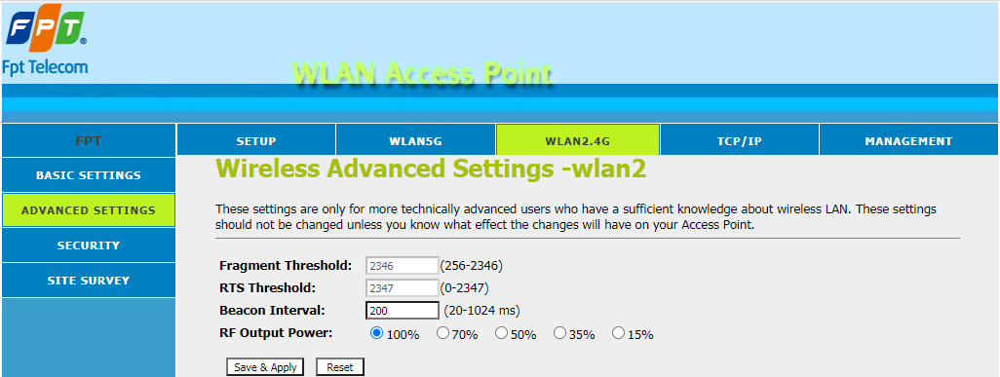 FPT®
Fpt Telecom
WLAN Access Point
FPT
SETUP
WLAN5G
WLAN2.4G
TCP/IP
MANAGEMENT
BASIC SETTINGS
ADVANCED SETTINGS
SECURITY
SITE SURVEY
Wireless Advanced Settings -wlan2
These settings are only for more technically advanced users who have a sufficient knowledge about wireless LAN. These settings
should not be changed unless you know what effect the changes will have on your Access Point.
Fragment Threshold: 2346 (256-2346)
RTS Threshold: 2347 (0-2347)
Beacon Interval: 200 (20-1024 ms)
RF Output Power: 100% 70% 50% 35% 15%
Save & Apply Reset